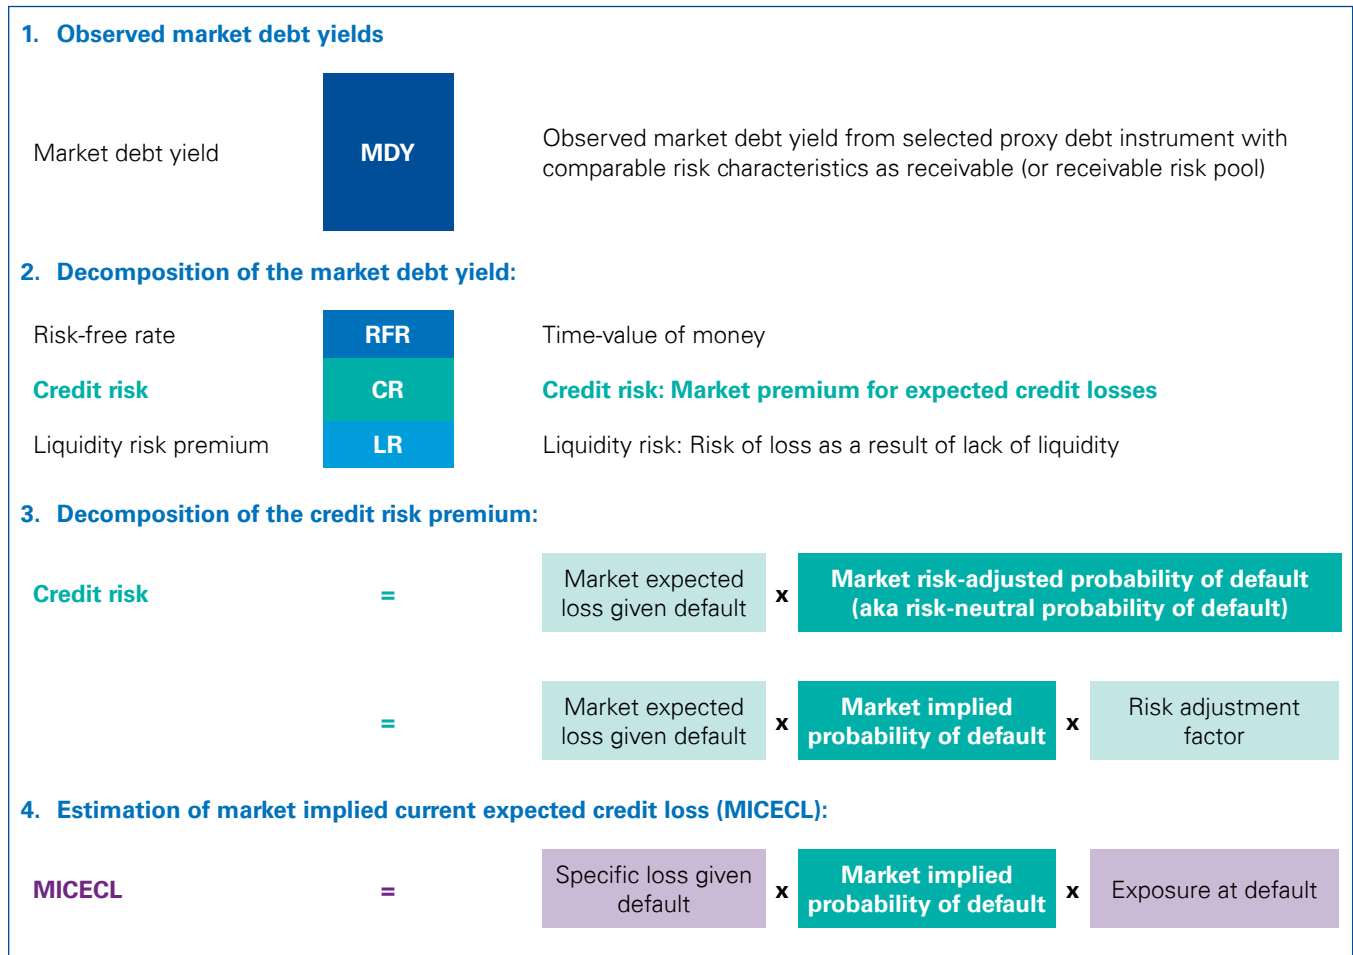 1. Observed market debt yields
Market debt yield
MDY
Observed market debt yield from selected proxy debt instrument with
comparable risk characteristics as receivable (or receivable risk pool)
2. Decomposition of the market debt yield:
Risk-free rate
RFR
Time-value of money
Credit risk
CR
Credit risk: Market premium for expected credit losses
Liquidity risk premium
LR
Liquidity risk: Risk of loss as a result of lack of liquidity
3. Decomposition of the credit risk premium:
Credit risk
=
Market expected
loss given default
x
Market risk-adjusted probability of default
(aka risk-neutral probability of default)
=
Market expected
loss given default
x
Market implied
probability of default
x
Risk adjustment
factor
4. Estimation of market implied current expected credit loss (MICECL):
MICECL
=
Specific loss given
default
x
Market implied
probability of default
x
Exposure at default